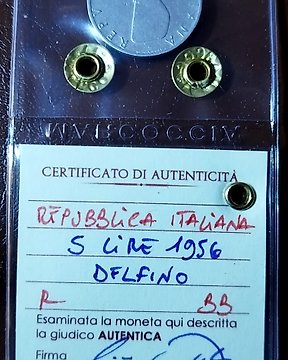 CERTIFICATO DI AUTENTICITÀ
REPUBBLICA ITALIANA
5 LIRE 1956
DELFINO
R BB
Esaminata la moneta qui descritta
la giudico AUTENTICA
Firma